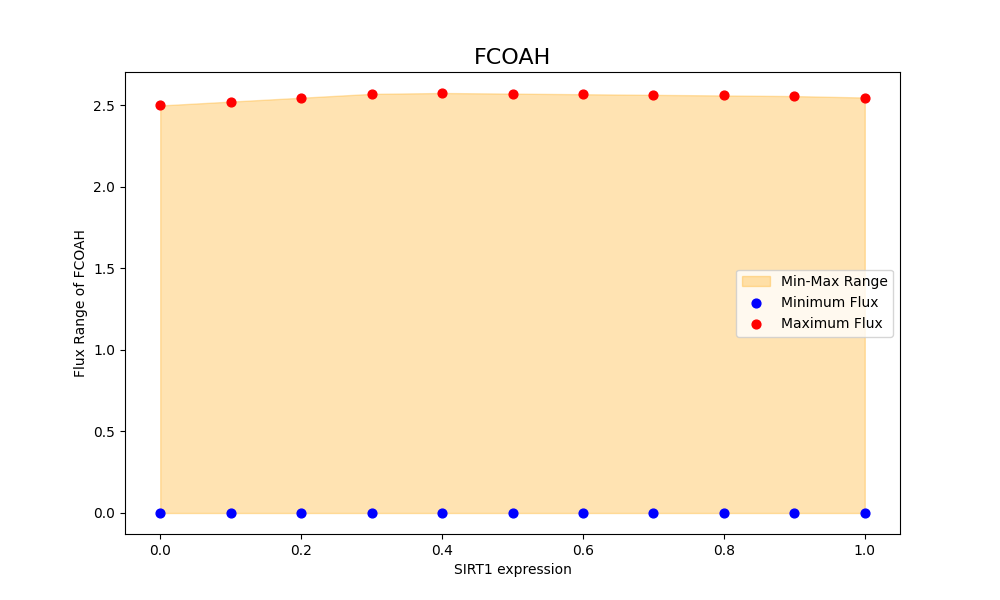 FCOAH
Flux Range of FCOAH
2.5
2.0
1.5
1.0
0.5
0.0
Min-Max Range
Minimum Flux
Maximum Flux
0.0 0.2 0.4 0.6 0.8 1.0
SIRT1 expression